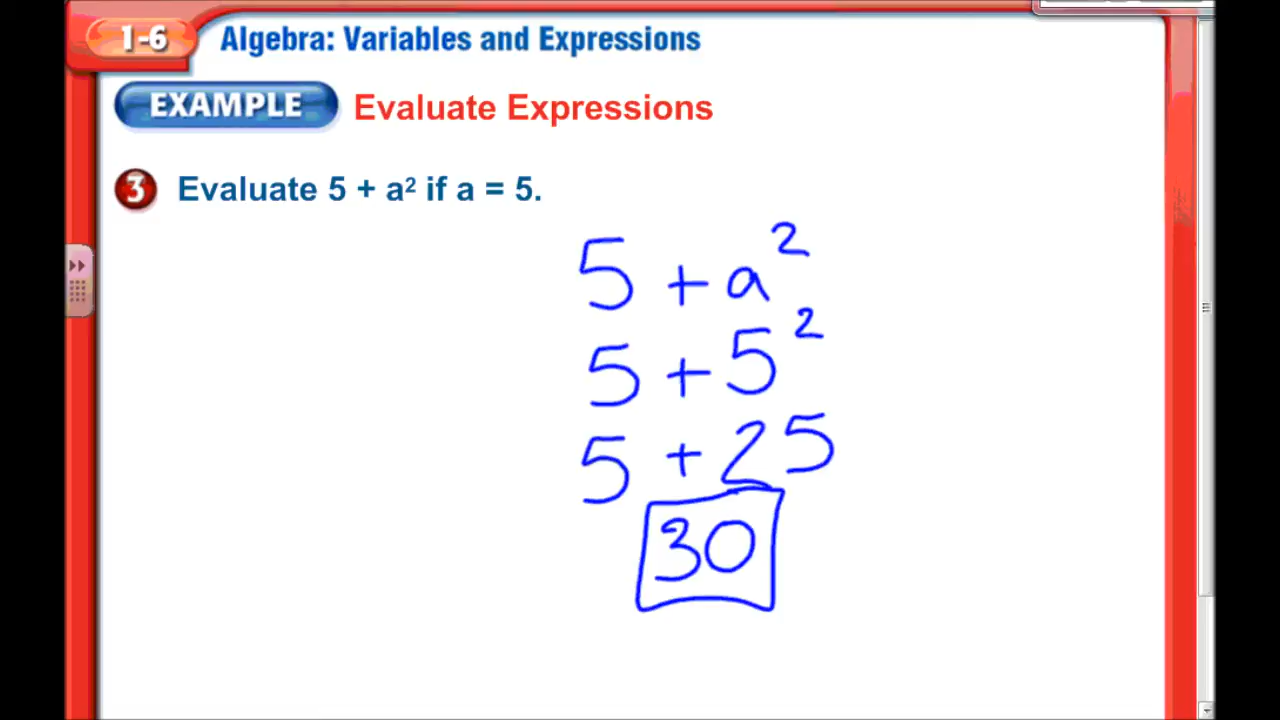 1-6 Algebra: Variables and Expressions
EXAMPLE Evaluate Expressions
3 Evaluate 5 + a² if a = 5.
5 + a²
5 + 5²
5 + 25
30